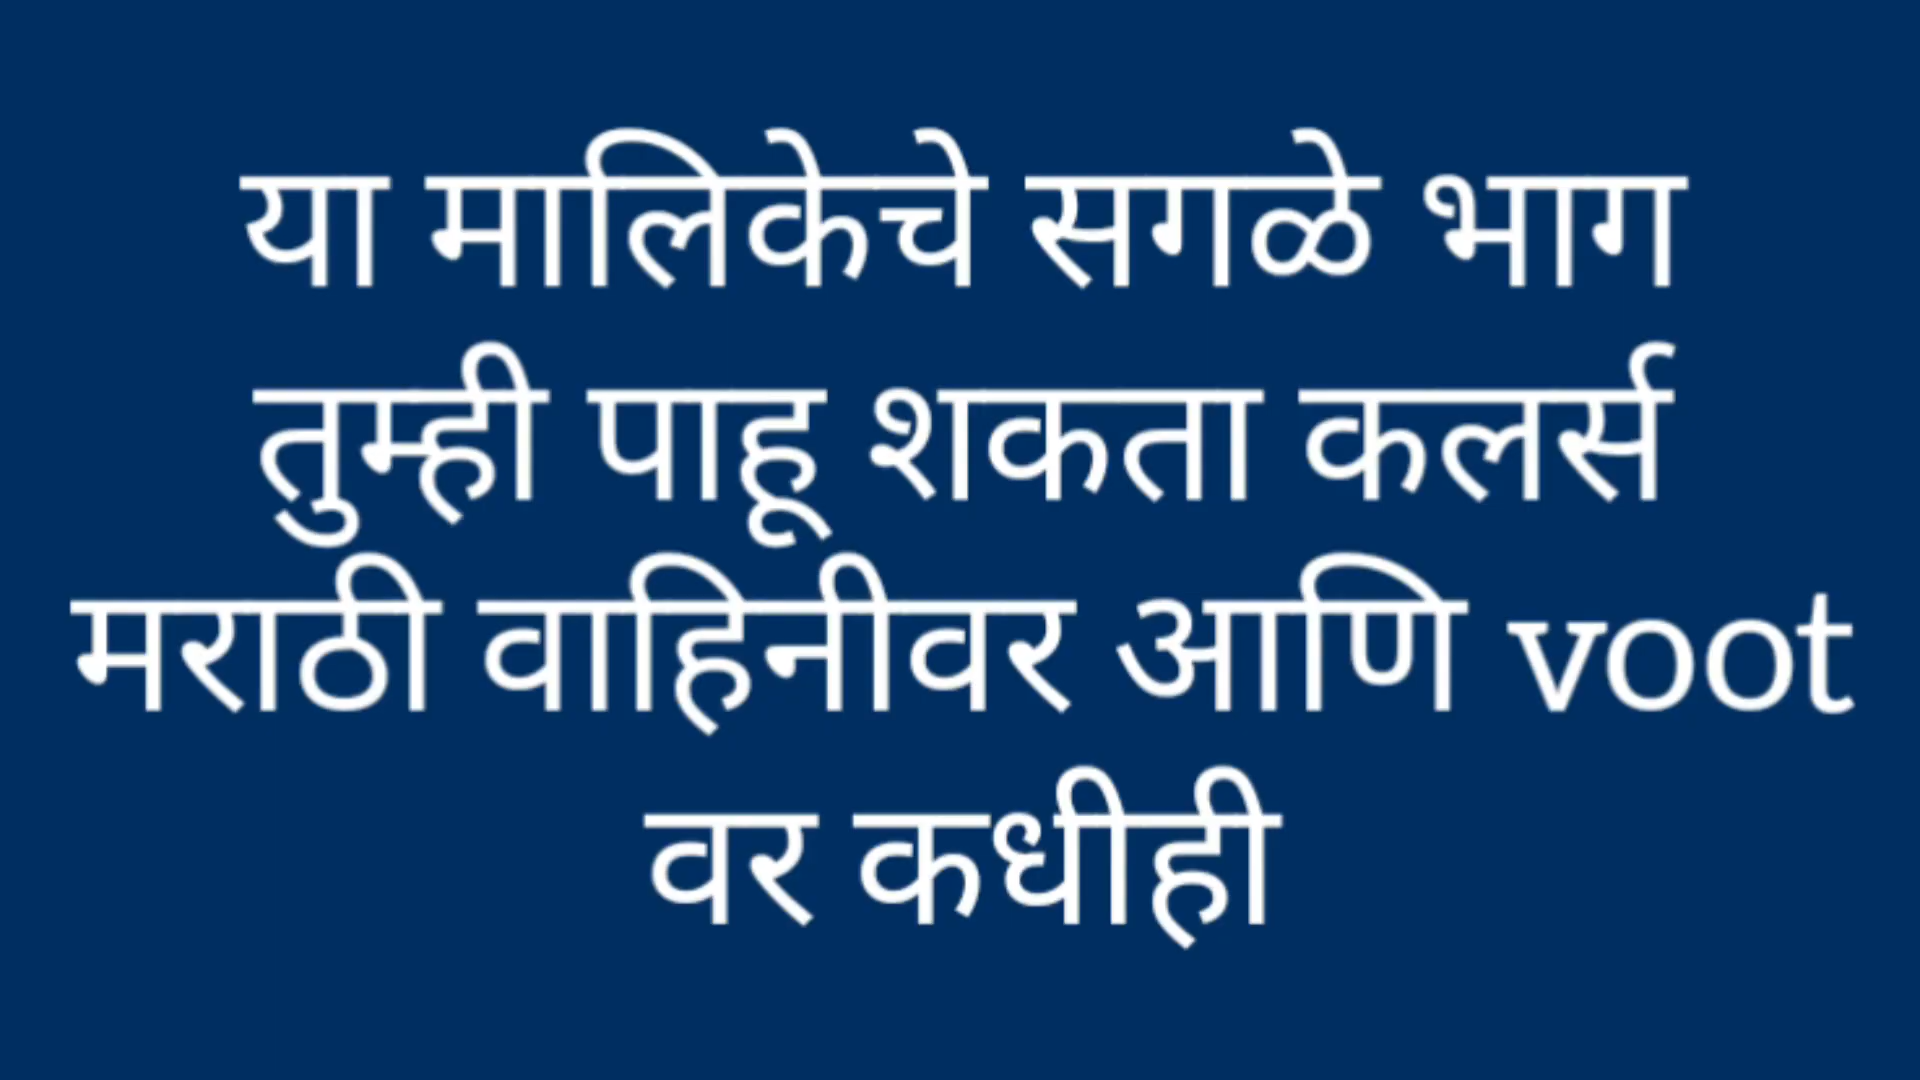 या मालिकेचे सगळे भाग
तुम्ही पाहू शकता कलर्स
मराठी वाहिनीवर आणि voot
वर कधीही